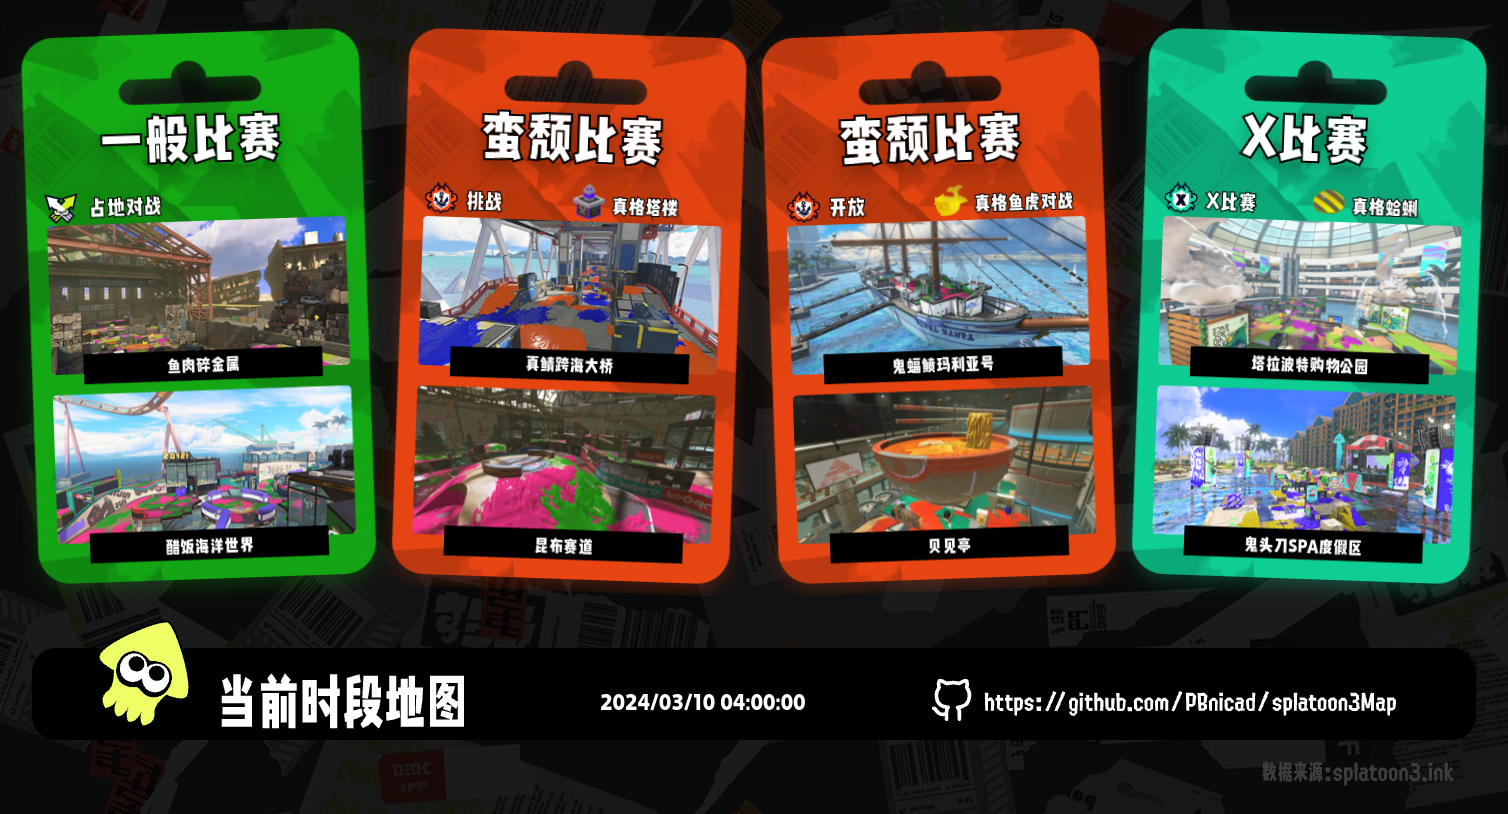 一般比赛
占地对战
鱼肉碎金属
醋饭海洋世界
蛮颓比赛
挑战
真格塔楼
真鲭跨海大桥
昆布赛道
蛮颓比赛
开放
真格鱼虎对战
鬼蝠鲼玛利亚号
贝见亭
X比赛
X比赛
真格蛤蜊
塔拉波特购物公园
鬼头刀SPA度假区
当前时段地图
2024/03/10 04:00:00
https://github.com/PBnicad/splatoon3Map
数据来源:splatoon3.ink